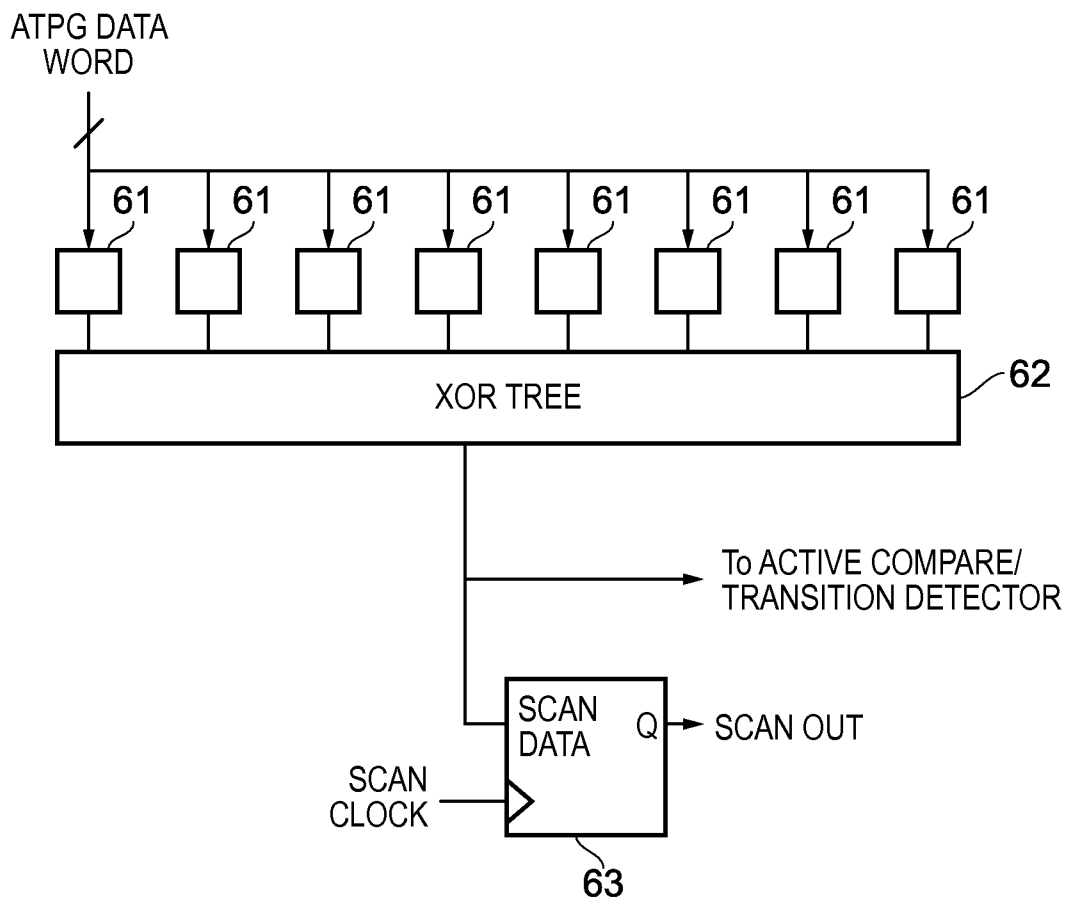 ATPG DATA
WORD
61 61 61 61 61 61 61 61
XOR TREE
62
To ACTIVE COMPARE/
TRANSITION DETECTOR
SCAN
DATA
Q
SCAN OUT
SCAN
CLOCK
63